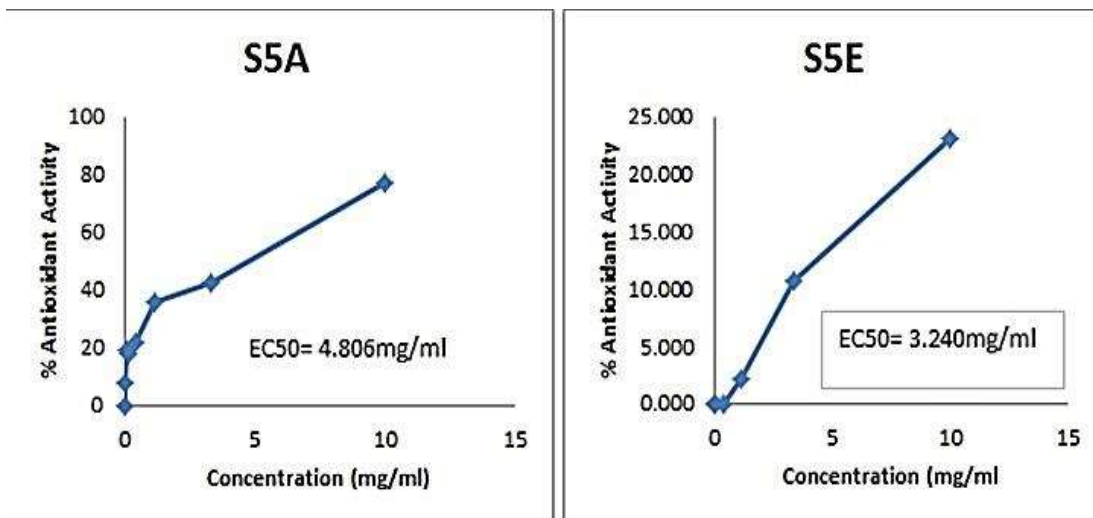 S5A
% Antioxidant Activity
100
80
60
40
20
0
EC50= 4.806mg/ml
0 5 10 15
Concentration (mg/ml)
S5E
% Antioxidant Activity
25.000
20.000
15.000
10.000
5.000
0.000
EC50= 3.240mg/ml
0 5 10 15
Concentration (mg/ml